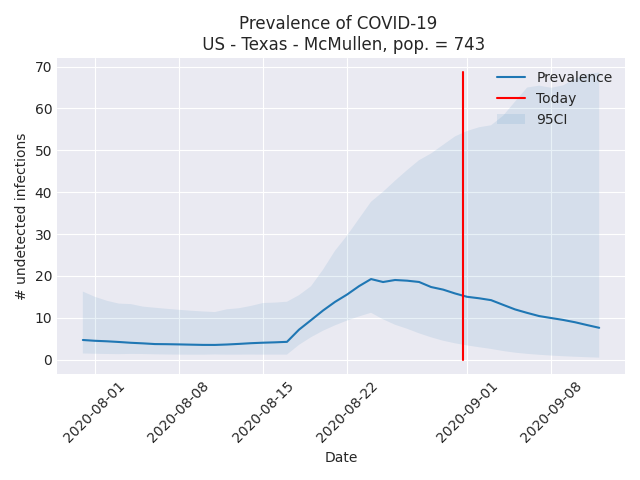 Prevalence of COVID-19
US - Texas - McMullen, pop. = 743
# undetected infections
70
60
50
40
30
20
10
0
Prevalence
Today
95CI
2020-08-01
2020-08-08
2020-08-15
2020-08-22
2020-09-01
2020-09-08
Date